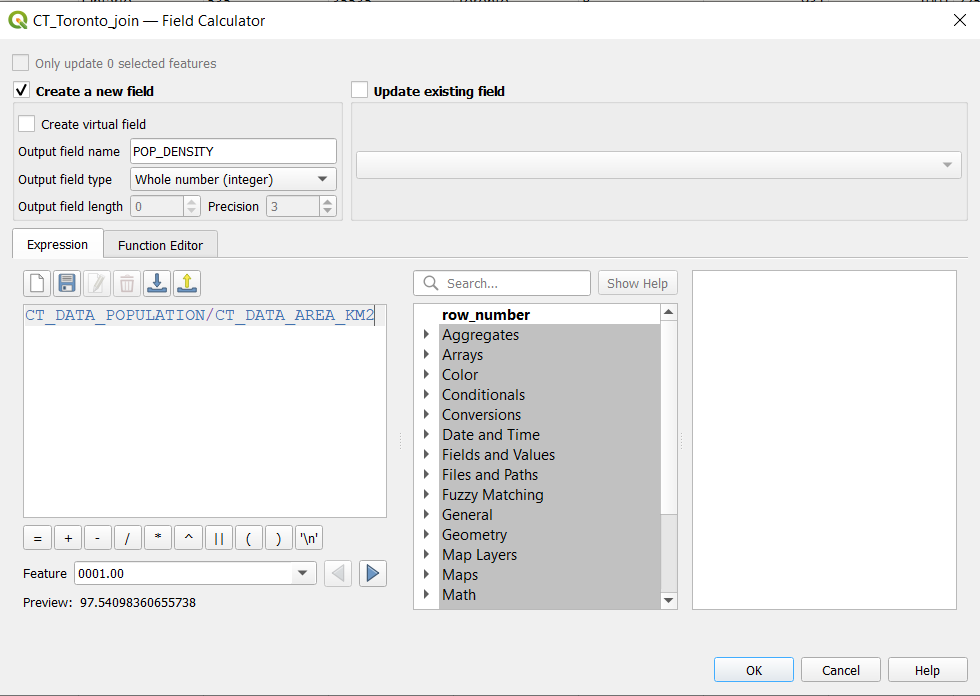 CT_Toronto_join — Field Calculator
Only update 0 selected features
Create a new field
Update existing field
Create virtual field
Output field name POP_DENSITY
Output field type Whole number (integer)
Output field length 0 Precision 3
Expression Function Editor
Search... Show Help
CT_DATA_POPULATION/CT_DATA_AREA_KM2
row_number
Aggregates
Arrays
Color
Conditionals
Conversions
Date and Time
Fields and Values
Files and Paths
Fuzzy Matching
General
Geometry
Map Layers
Maps
Math
= + - / * ^ || ( ) '\n'
Feature 0001.00
Preview: 97.54098360655738
OK Cancel Help